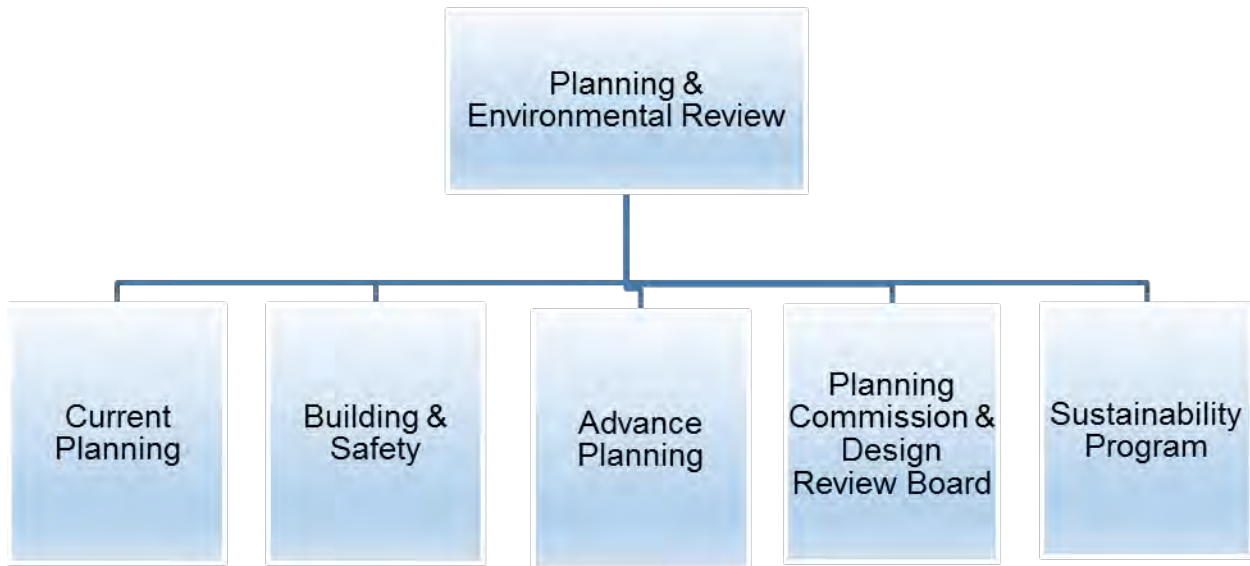 Planning &
Environmental Review
Current
Planning
Building &
Safety
Advance
Planning
Planning
Commission &
Design
Review Board
Sustainability
Program